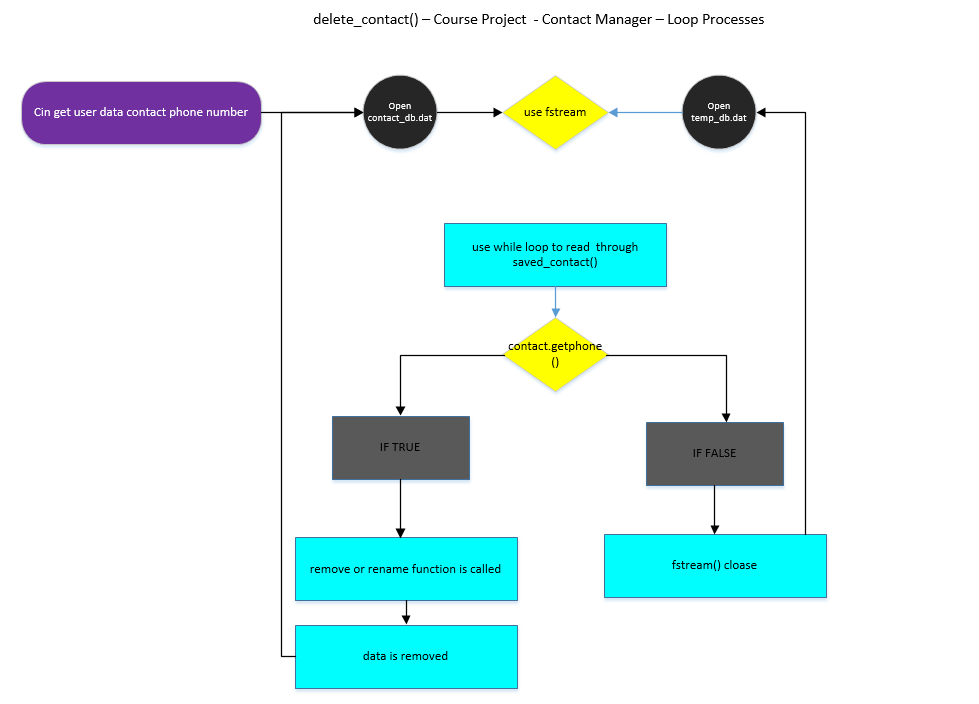 delete_contact() – Course Project  - Contact Manager – Loop Processes
Cin get user data contact phone number
Open
contact_db.dat
use fstream
Open
temp_db.dat
use while loop to read  through
saved_contact()
contact.getphone
()
IF TRUE
IF FALSE
remove or rename function is called
fstream() cloase
data is removed